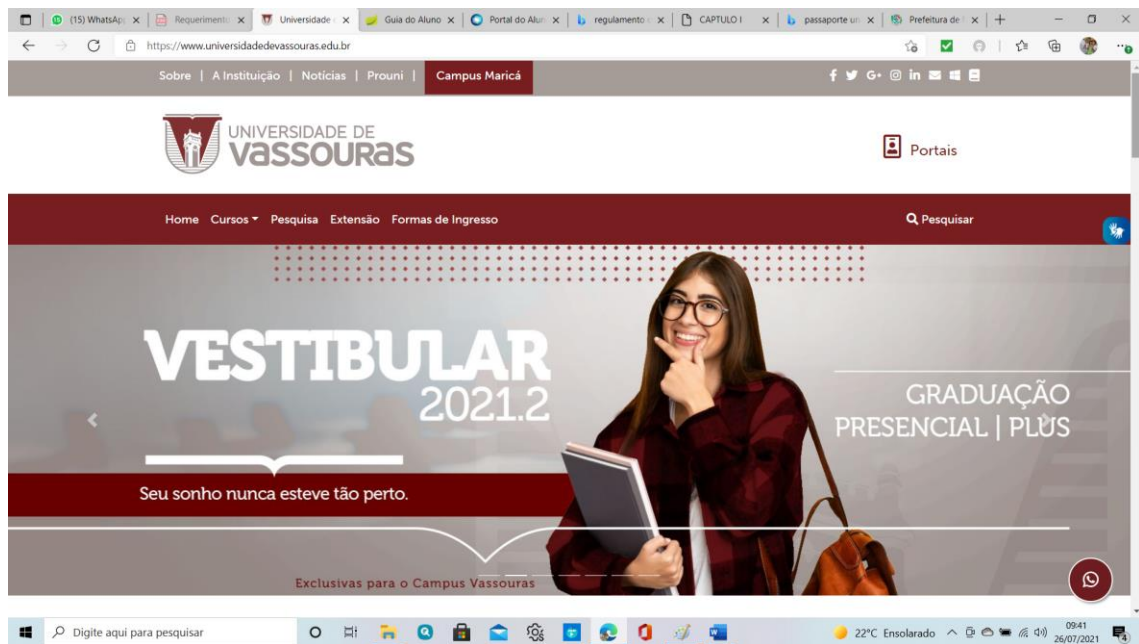 (15) WhatsAp
Requerimento
Universidade
Guia do Aluno
Portal do Alun
regulamento
CAPTULO I
passaporte un
Prefeitura de
https://www.universidadedevassouras.edu.br
Sobre | A Instituição | Notícias | Prouni | Campus Maricá
UNIVERSIDADE DE
VASSOURAS
Portais
Home Cursos Pesquisa Extensão Formas de Ingresso
Pesquisar
VESTIBULAR
2021.2
GRADUAÇÃO
PRESENCIAL | PLUS
Seu sonho nunca esteve tão perto.
Exclusivas para o Campus Vassouras
Digite aqui para pesquisar
22°C Ensolarado
09:41
26/07/2021